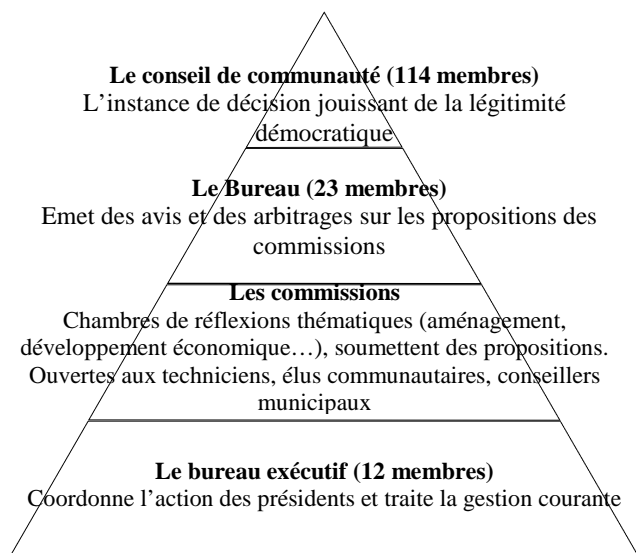 Le conseil de communauté (114 membres)
L’instance de décision jouissant de la légitimité
démocratique
Le Bureau (23 membres)
Emet des avis et des arbitrages sur les propositions des
commissions
Les commissions
Chambres de réflexions thématiques (aménagement,
développement économique…), soumettent des propositions.
Ouvertes aux techniciens, élus communautaires, conseillers
municipaux
Le bureau exécutif (12 membres)
Coordonne l’action des présidents et traite la gestion courante